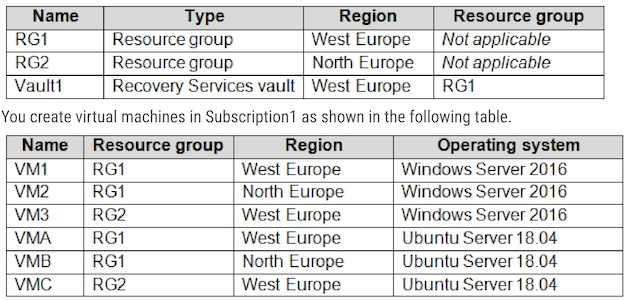 Name Type Region Resource group
RG1 Resource group West Europe Not applicable
RG2 Resource group North Europe Not applicable
Vault1 Recovery Services vault West Europe RG1
You create virtual machines in Subscription1 as shown in the following table.
Name Resource group Region Operating system
VM1 RG1 West Europe Windows Server 2016
VM2 RG1 North Europe Windows Server 2016
VM3 RG2 West Europe Windows Server 2016
VMA RG1 West Europe Ubuntu Server 18.04
VMB RG1 North Europe Ubuntu Server 18.04
VMC RG2 West Europe Ubuntu Server 18.04